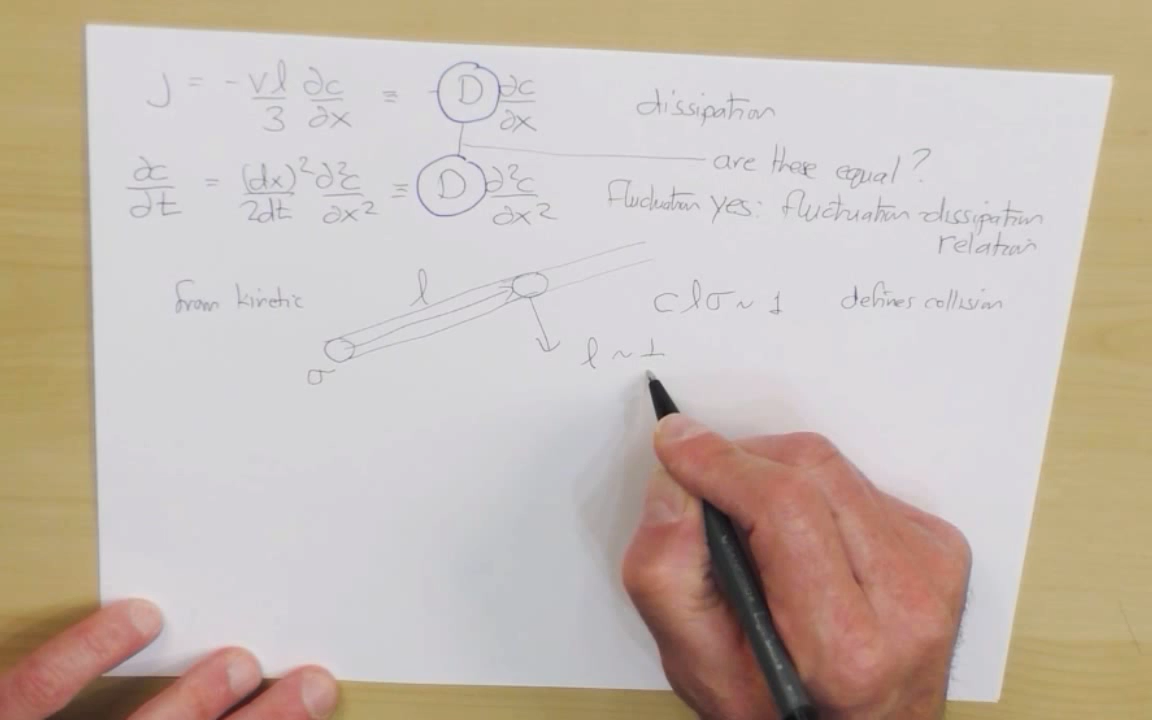 J = -vl/3 ∂c/∂x ≡ -D ∂c/∂x dissipation
are these equal?
∂c/∂t = (dx)²/2dt ∂²c/∂x² ≡ D ∂²c/∂x² Fluctuation yes: fluctuation-dissipation
relation
from kinetic l clσ ~ 1 defines collision
σ l ~ 1